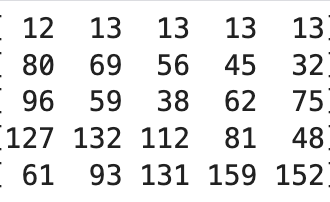 [ 12 13 13 13 13]
[ 80 69 56 45 32]
[ 96 59 38 62 75]
[127 132 112 81 48]
[ 61 93 131 159 152]